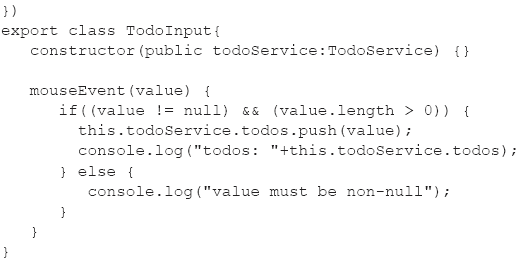 })
export class TodoInput{
   constructor(public todoService:TodoService) {}

   mouseEvent(value) {
      if((value != null) && (value.length > 0)) {
        this.todoService.todos.push(value);
        console.log("todos: "+this.todoService.todos);
      } else {
         console.log("value must be non-null");
      }
   }
}